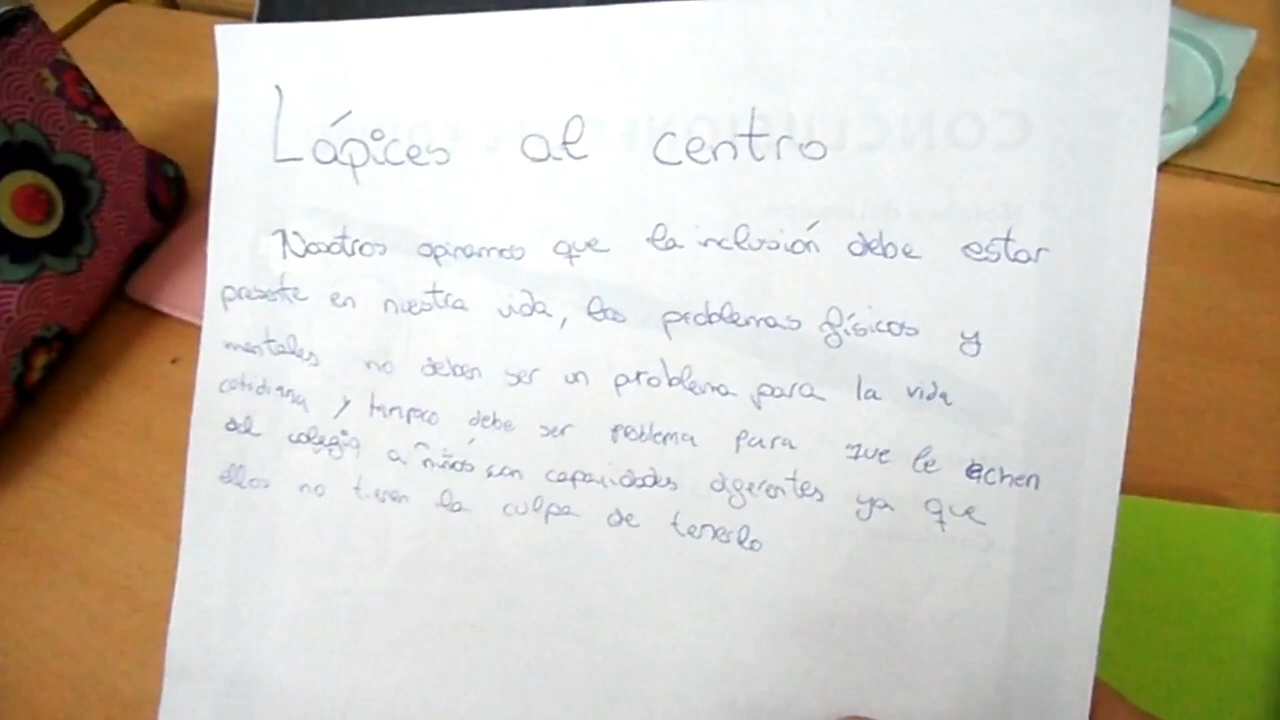 Lápices al centro
Nosotros opinamos que la inclusión debe estar
presente en nuestra vida, los problemas físicos y
mentales no deben ser un problema para la vida
cotidiana y tampoco debe ser problema para que le echen
del colegio a niños con capacidades diferentes ya que
ellos no tienen la culpa de tenerlo